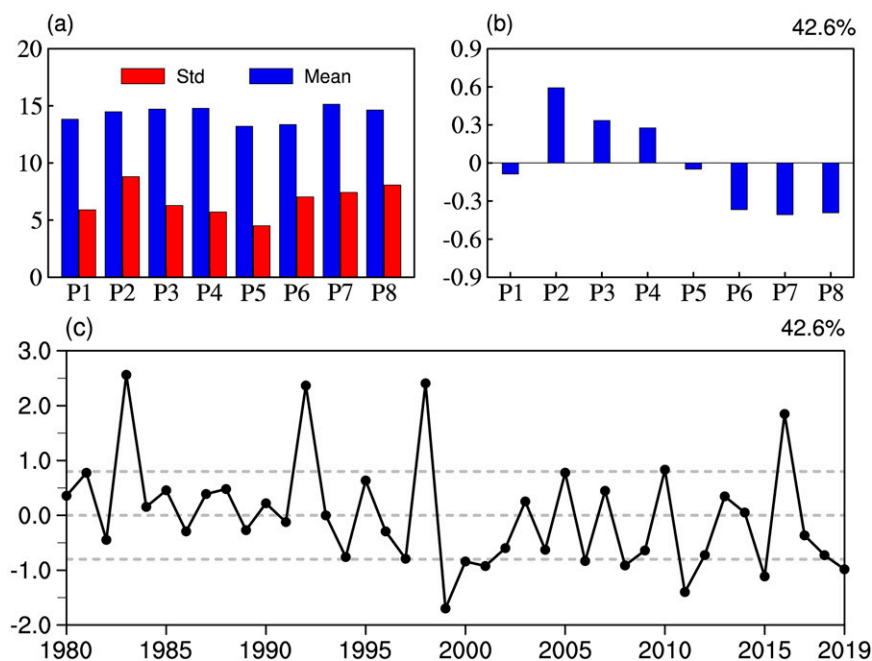 (a)
20
15
10
5
0
Std
Mean
P1 P2 P3 P4 P5 P6 P7 P8
(b)
42.6%
0.9
0.6
0.3
0
-0.3
-0.6
-0.9
P1 P2 P3 P4 P5 P6 P7 P8
(c)
42.6%
3.0
2.0
1.0
0.0
-1.0
-2.0
1980 1985 1990 1995 2000 2005 2010 2015 2019